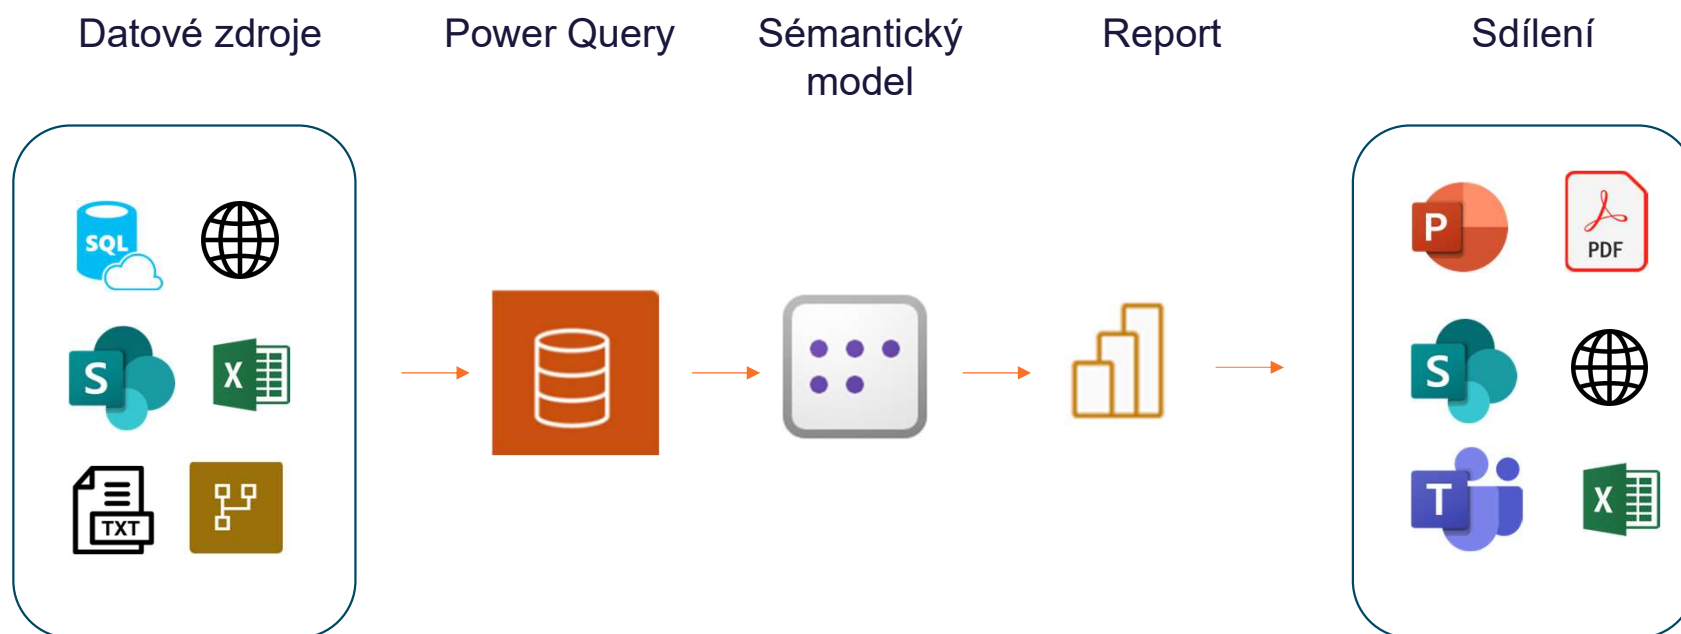 Datové zdroje
Power Query
Sémantický
model
Report
Sdílení
SQL
S
X
TXT
P
PDF
S
T
X